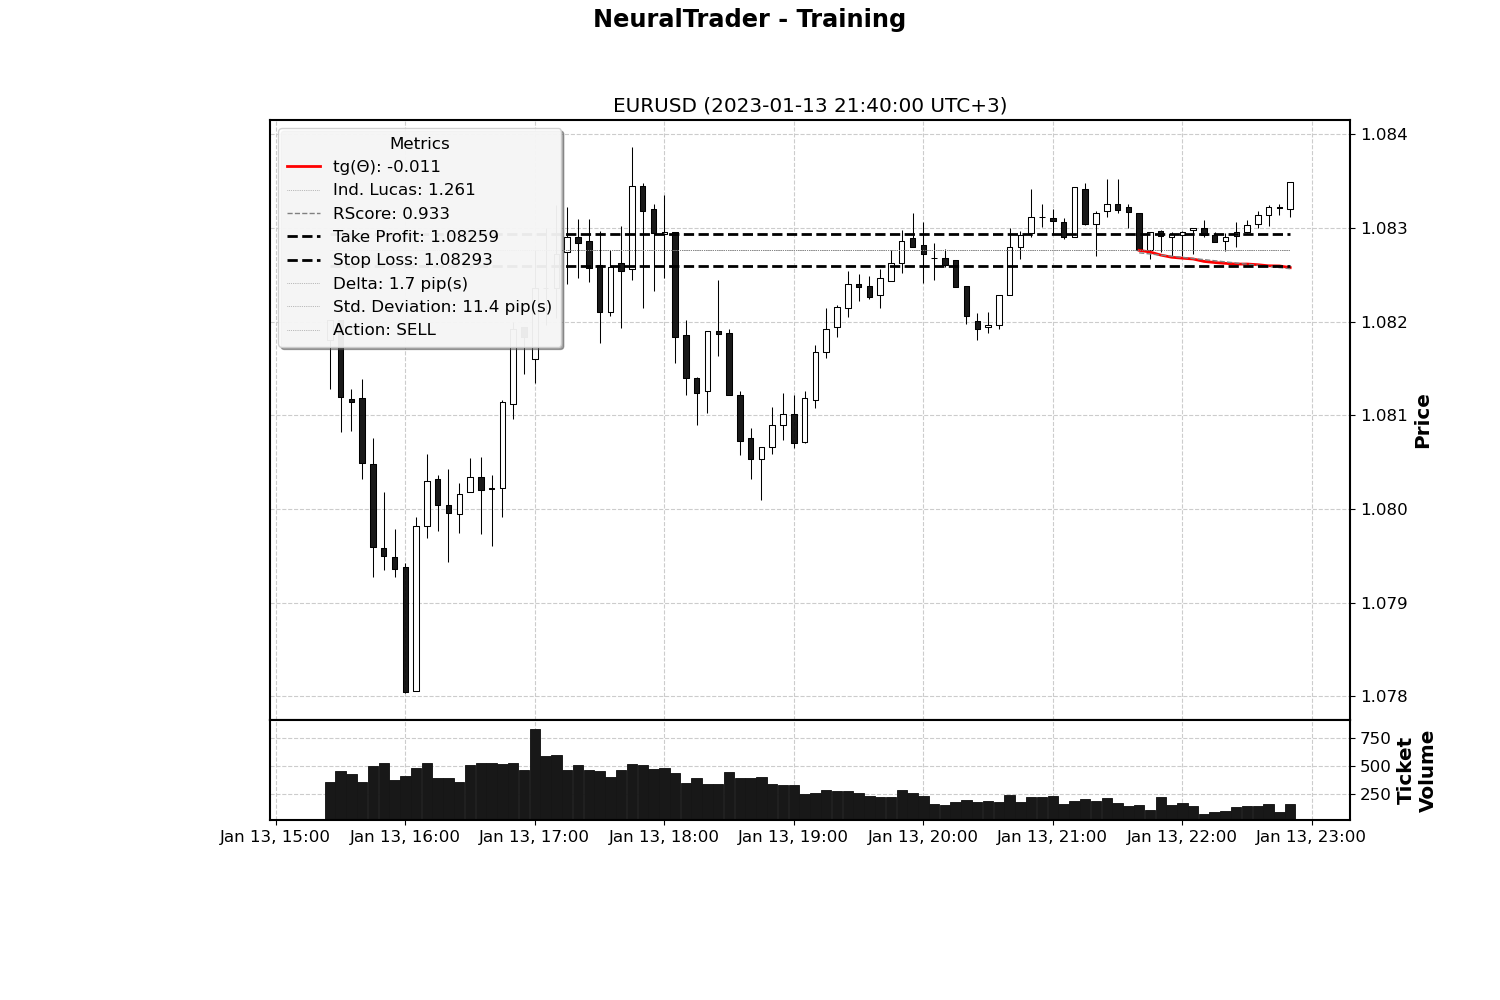 NeuralTrader - Training
EURUSD (2023-01-13 21:40:00 UTC+3)
Metrics
tg(Θ): -0.011
Ind. Lucas: 1.261
RScore: 0.933
Take Profit: 1.08259
Stop Loss: 1.08293
Delta: 1.7 pip(s)
Std. Deviation: 11.4 pip(s)
Action: SELL
1.084
1.083
1.082
1.081
1.080
1.079
1.078
Price
750
500
250
Ticket
Volume
Jan 13, 15:00 Jan 13, 16:00 Jan 13, 17:00 Jan 13, 18:00 Jan 13, 19:00 Jan 13, 20:00 Jan 13, 21:00 Jan 13, 22:00 Jan 13, 23:00